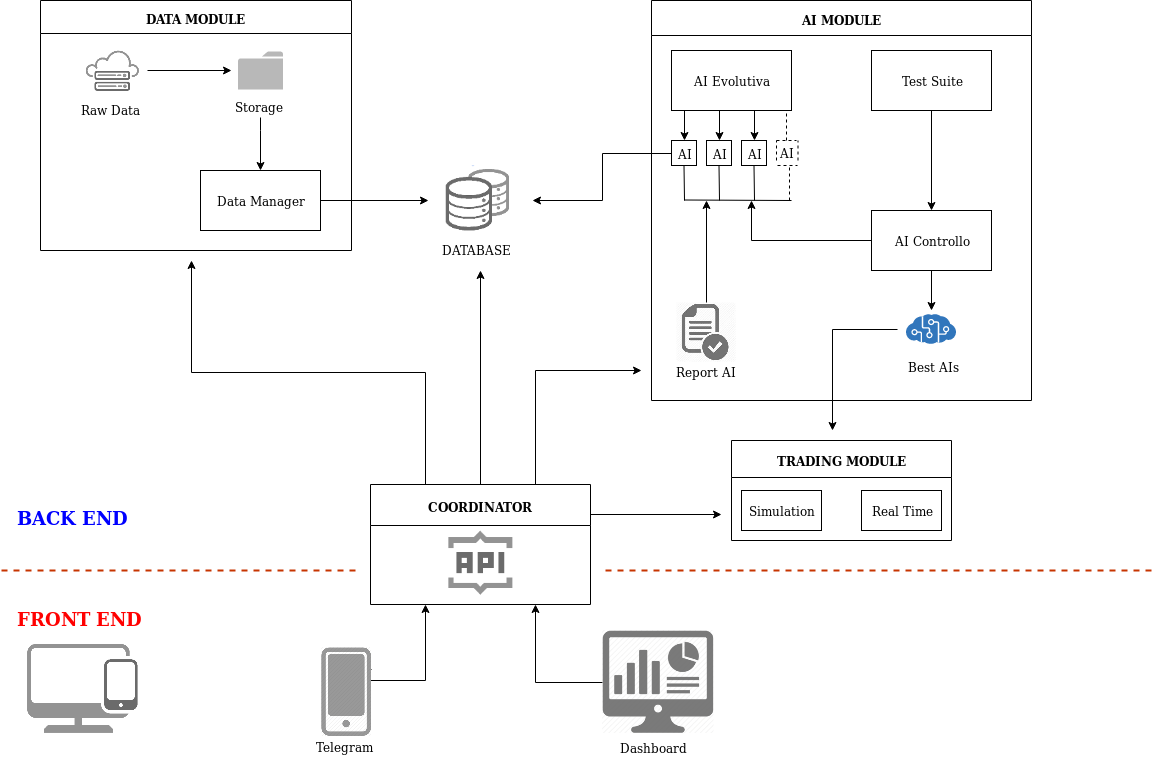 DATA MODULE
Raw Data
Storage
Data Manager
DATABASE
AI MODULE
AI Evolutiva
Test Suite
AI
AI
AI
AI
AI Controllo
Report AI
Best AIs
TRADING MODULE
Simulation
Real Time
COORDINATOR
API
BACK END
FRONT END
Telegram
Dashboard